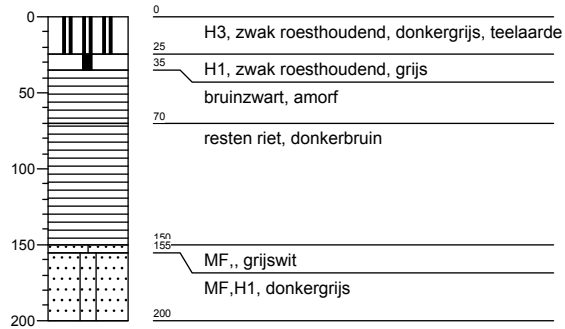 0
0
H3, zwak roesthoudend, donkergrijs, teelaarde
25
35
H1, zwak roesthoudend, grijs
50
bruinzwart, amorf
70
resten riet, donkerbruin
100
150
150
155
MF,, grijswit
MF,H1, donkergrijs
200
200